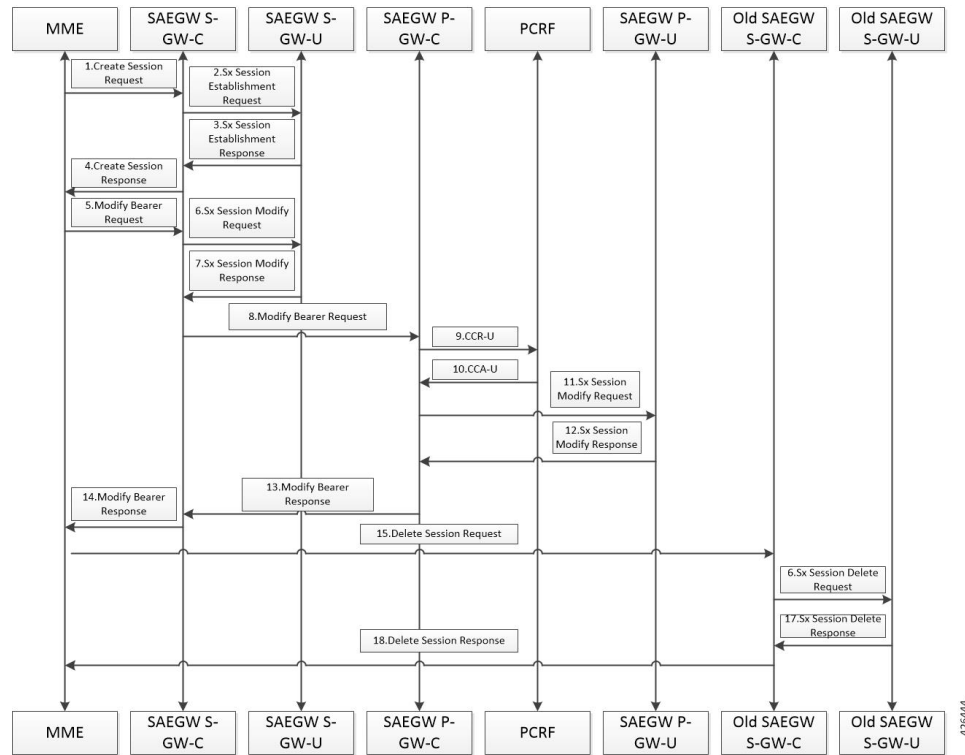 MME
SAEGW S-
GW-C
SAEGW S-
GW-U
SAEGW P-
GW-C
PCRF
SAEGW P-
GW-U
Old SAEGW
S-GW-C
Old SAEGW
S-GW-U
1.Create Session
Request
2.Sx Session
Establishment
Request
3.Sx Session
Establishment
Response
4.Create Session
Response
5.Modify Bearer
Request
6.Sx Session Modify
Request
7.Sx Session Modify
Response
8.Modify Bearer Request
9.CCR-U
10.CCA-U
11.Sx Session
Modify Request
12.Sx Session
Modify Response
13.Modify Bearer
Response
14.Modify Bearer
Response
15.Delete Session Request
6.Sx Session Delete
Request
17.Sx Session Delete
Response
18.Delete Session Response
MME
SAEGW S-
GW-C
SAEGW S-
GW-U
SAEGW P-
GW-C
PCRF
SAEGW P-
GW-U
Old SAEGW
S-GW-C
Old SAEGW
S-GW-U
426444